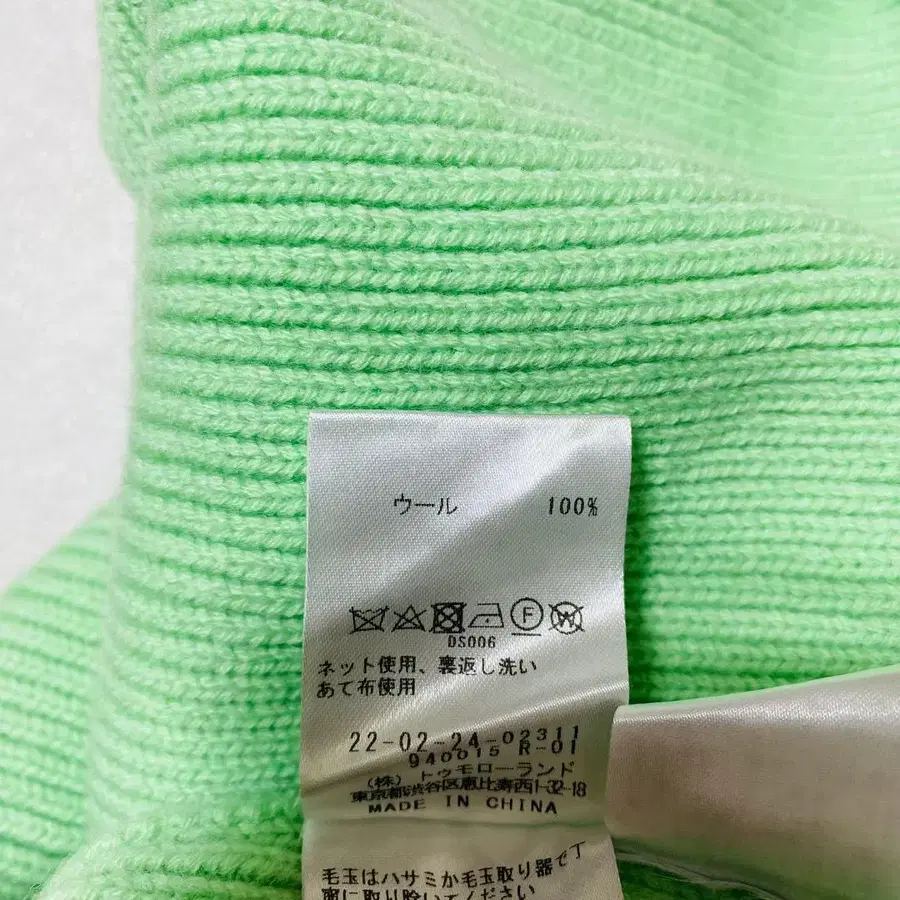 ウール 100%
F W
DS006
ネット使用、裏返し洗い
あて布使用
22-02-24-02311
940015 R-01
(株) トゥモローランド
東京都渋谷区恵比寿西1-32-18
MADE IN CHINA
毛玉はハサミか毛玉取り器で丁
寧に取り除いてください